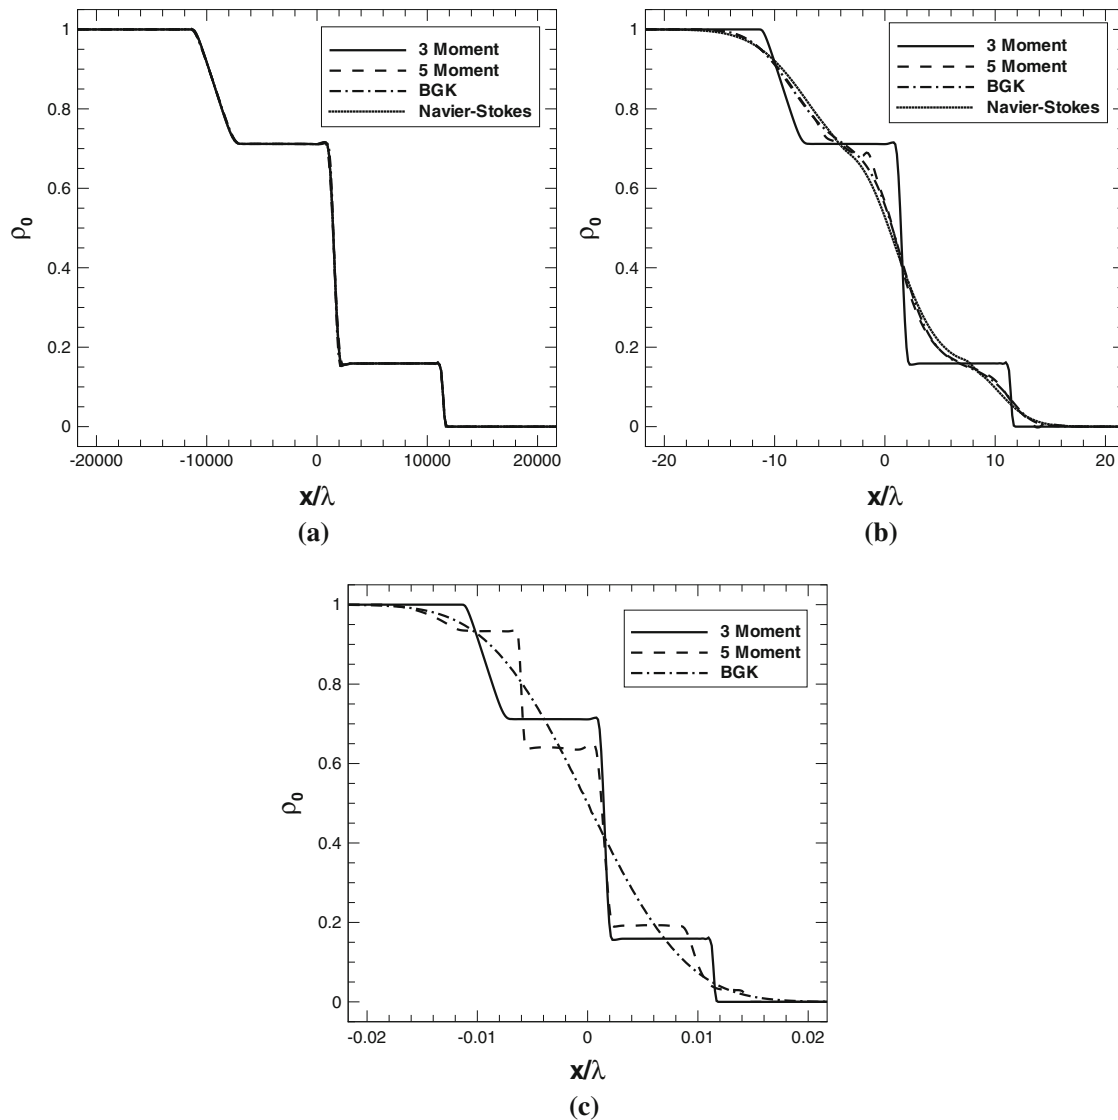 1
0.8
0.6
0.4
0.2
0
ρ₀
-20000 -10000 0 10000 20000
x/λ
3 Moment
5 Moment
BGK
Navier-Stokes
(a)
1
0.8
0.6
0.4
0.2
0
ρ₀
-20 -10 0 10 20
x/λ
3 Moment
5 Moment
BGK
Navier-Stokes
(b)
1
0.8
0.6
0.4
0.2
0
ρ₀
-0.02 -0.01 0 0.01 0.02
x/λ
3 Moment
5 Moment
BGK
(c)